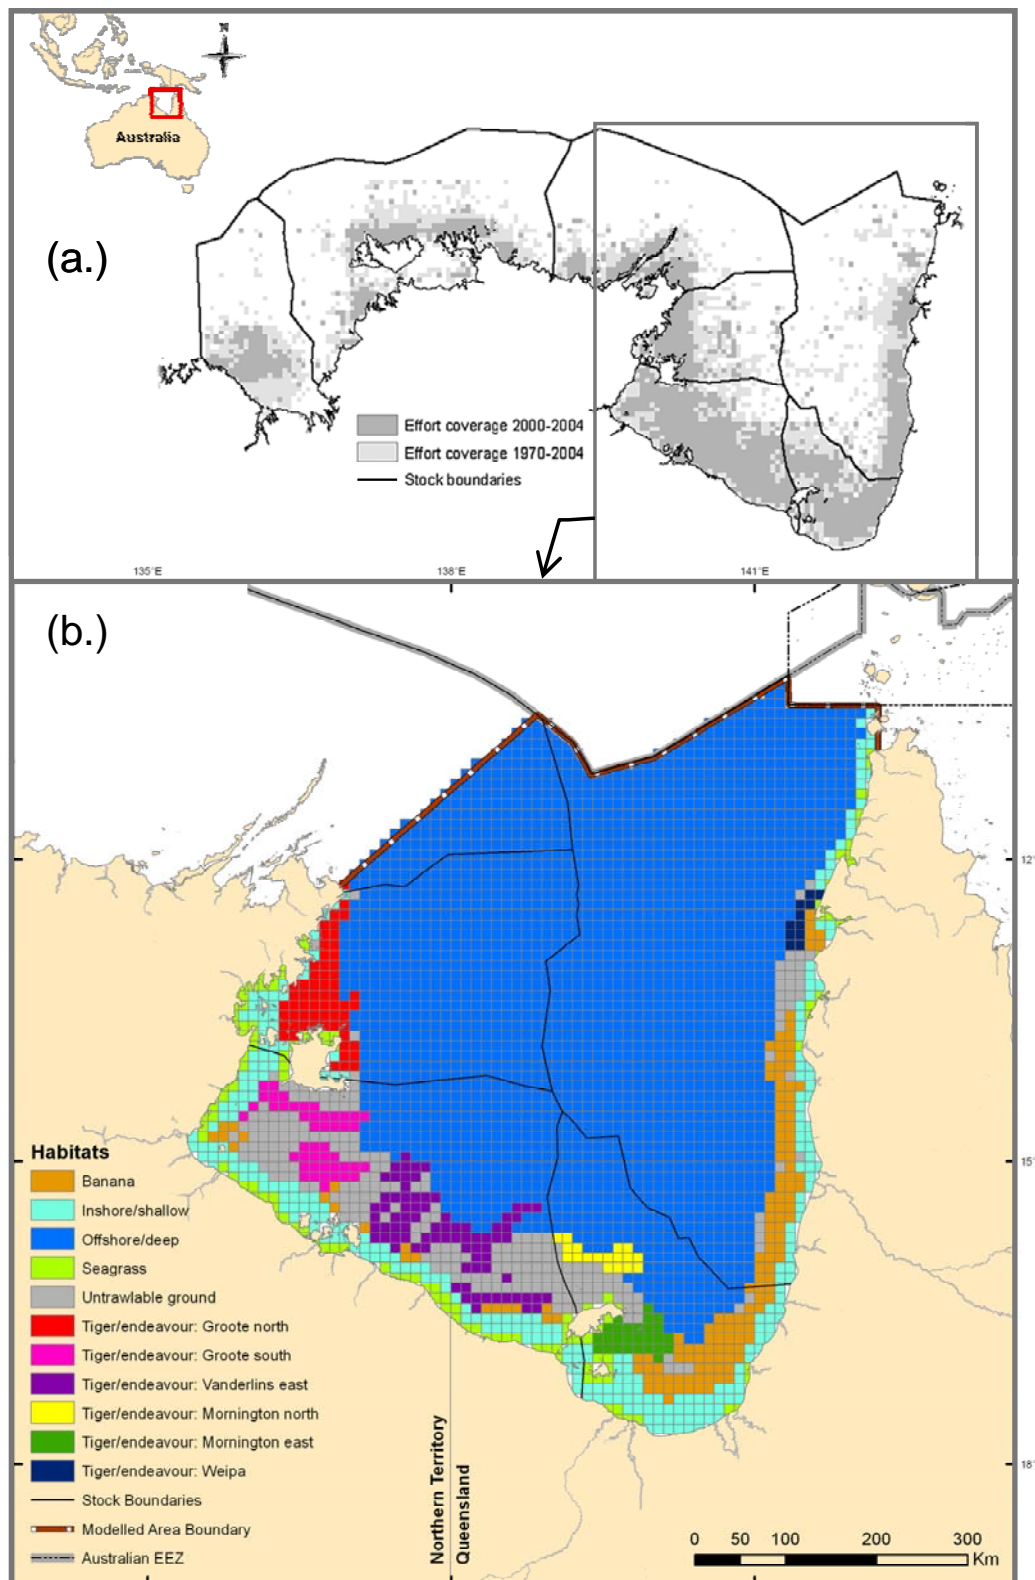 N
Australia
(a.)
Effort coverage 2000-2004
Effort coverage 1970-2004
Stock boundaries
135°E
138°E
141°E
(b.)
12°
15°
18°
Habitats
Banana
Inshore/shallow
Offshore/deep
Seagrass
Untrawlable ground
Tiger/endeavour: Groote north
Tiger/endeavour: Groote south
Tiger/endeavour: Vanderlins east
Tiger/endeavour: Mornington north
Tiger/endeavour: Mornington east
Tiger/endeavour: Weipa
Stock Boundaries
Modelled Area Boundary
Australian EEZ
Northern Territory
Queensland
0 50 100 200 300
Km